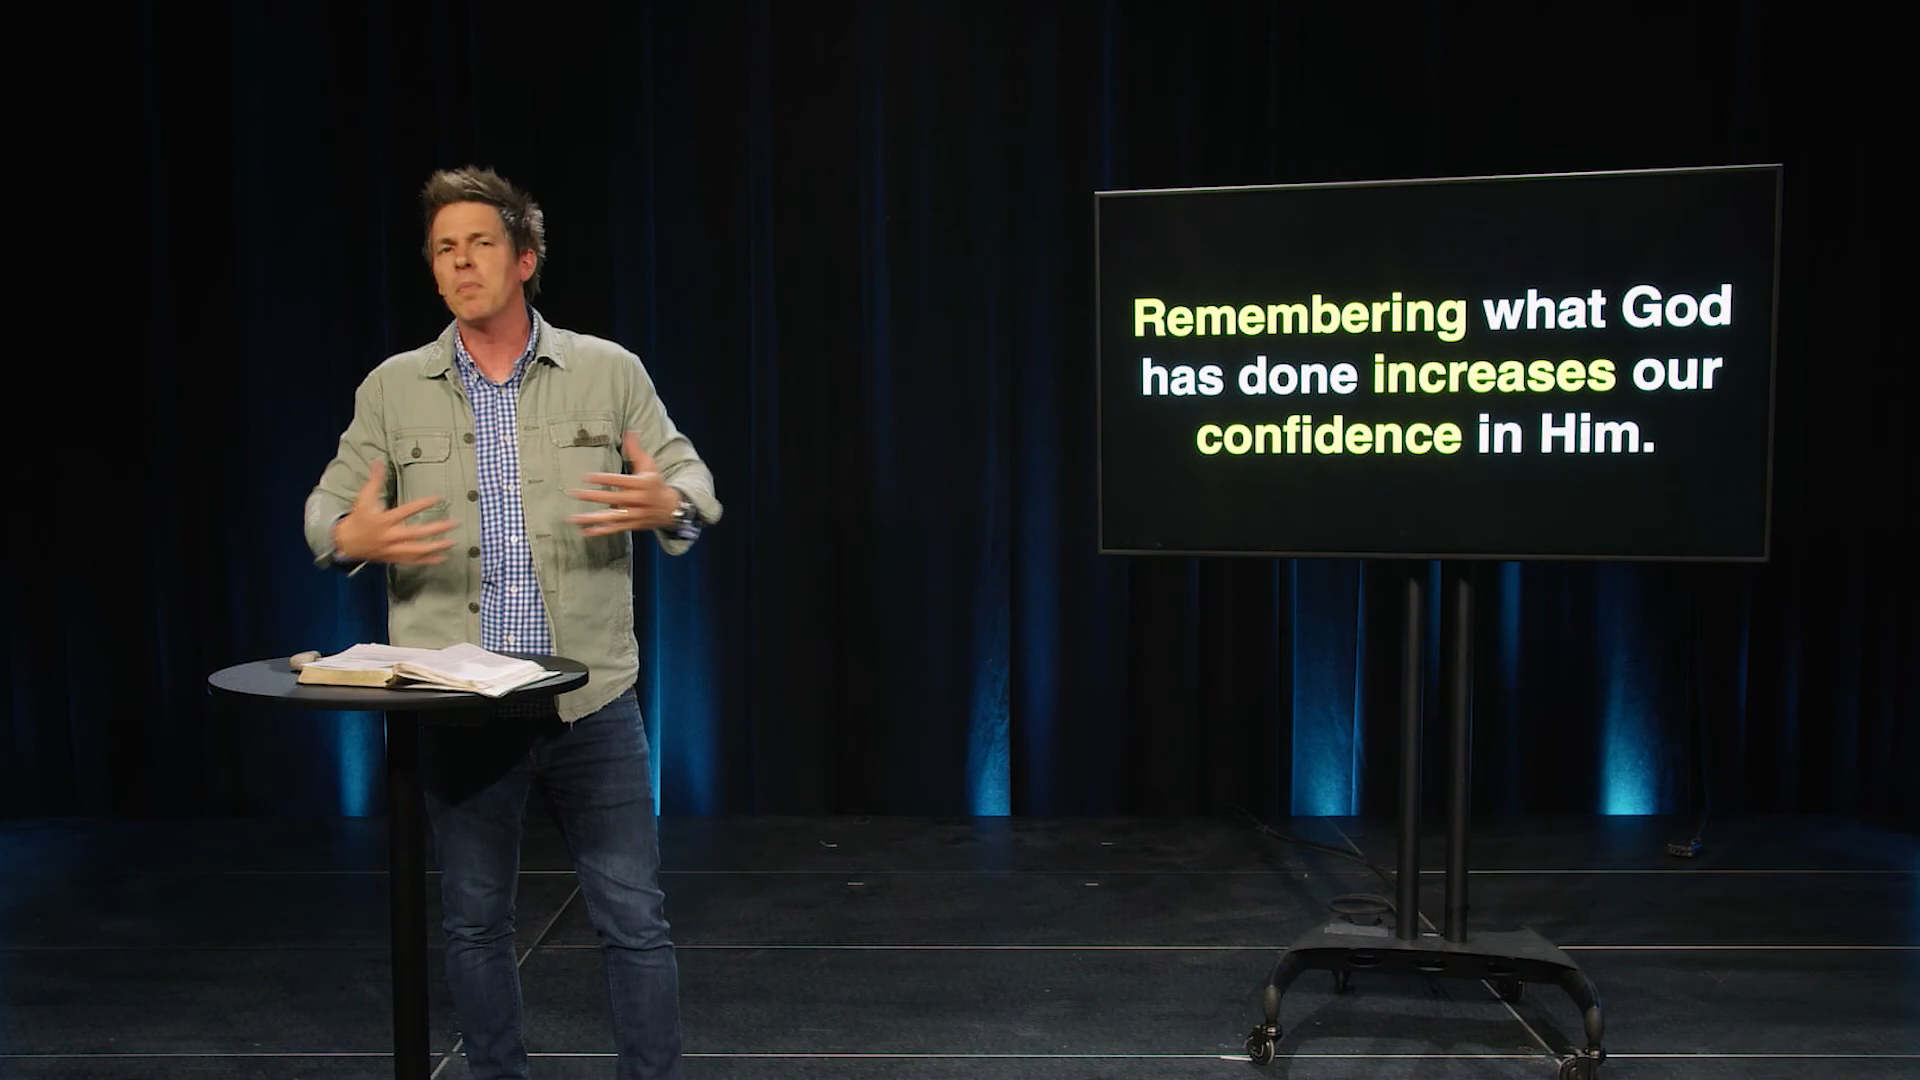 Remembering what God
has done increases our
confidence in Him.